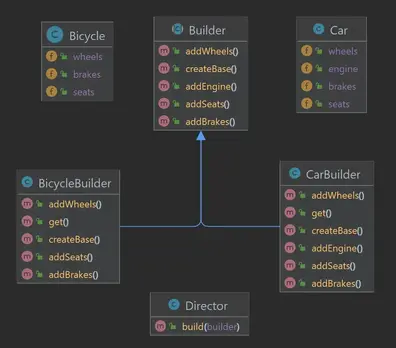 Bicycle
wheels
brakes
seats
Builder
addWheels()
createBase()
addEngine()
addSeats()
addBrakes()
Car
wheels
engine
brakes
seats
BicycleBuilder
addWheels()
get()
createBase()
addSeats()
addBrakes()
CarBuilder
addWheels()
get()
createBase()
addEngine()
addSeats()
addBrakes()
Director
build(builder)